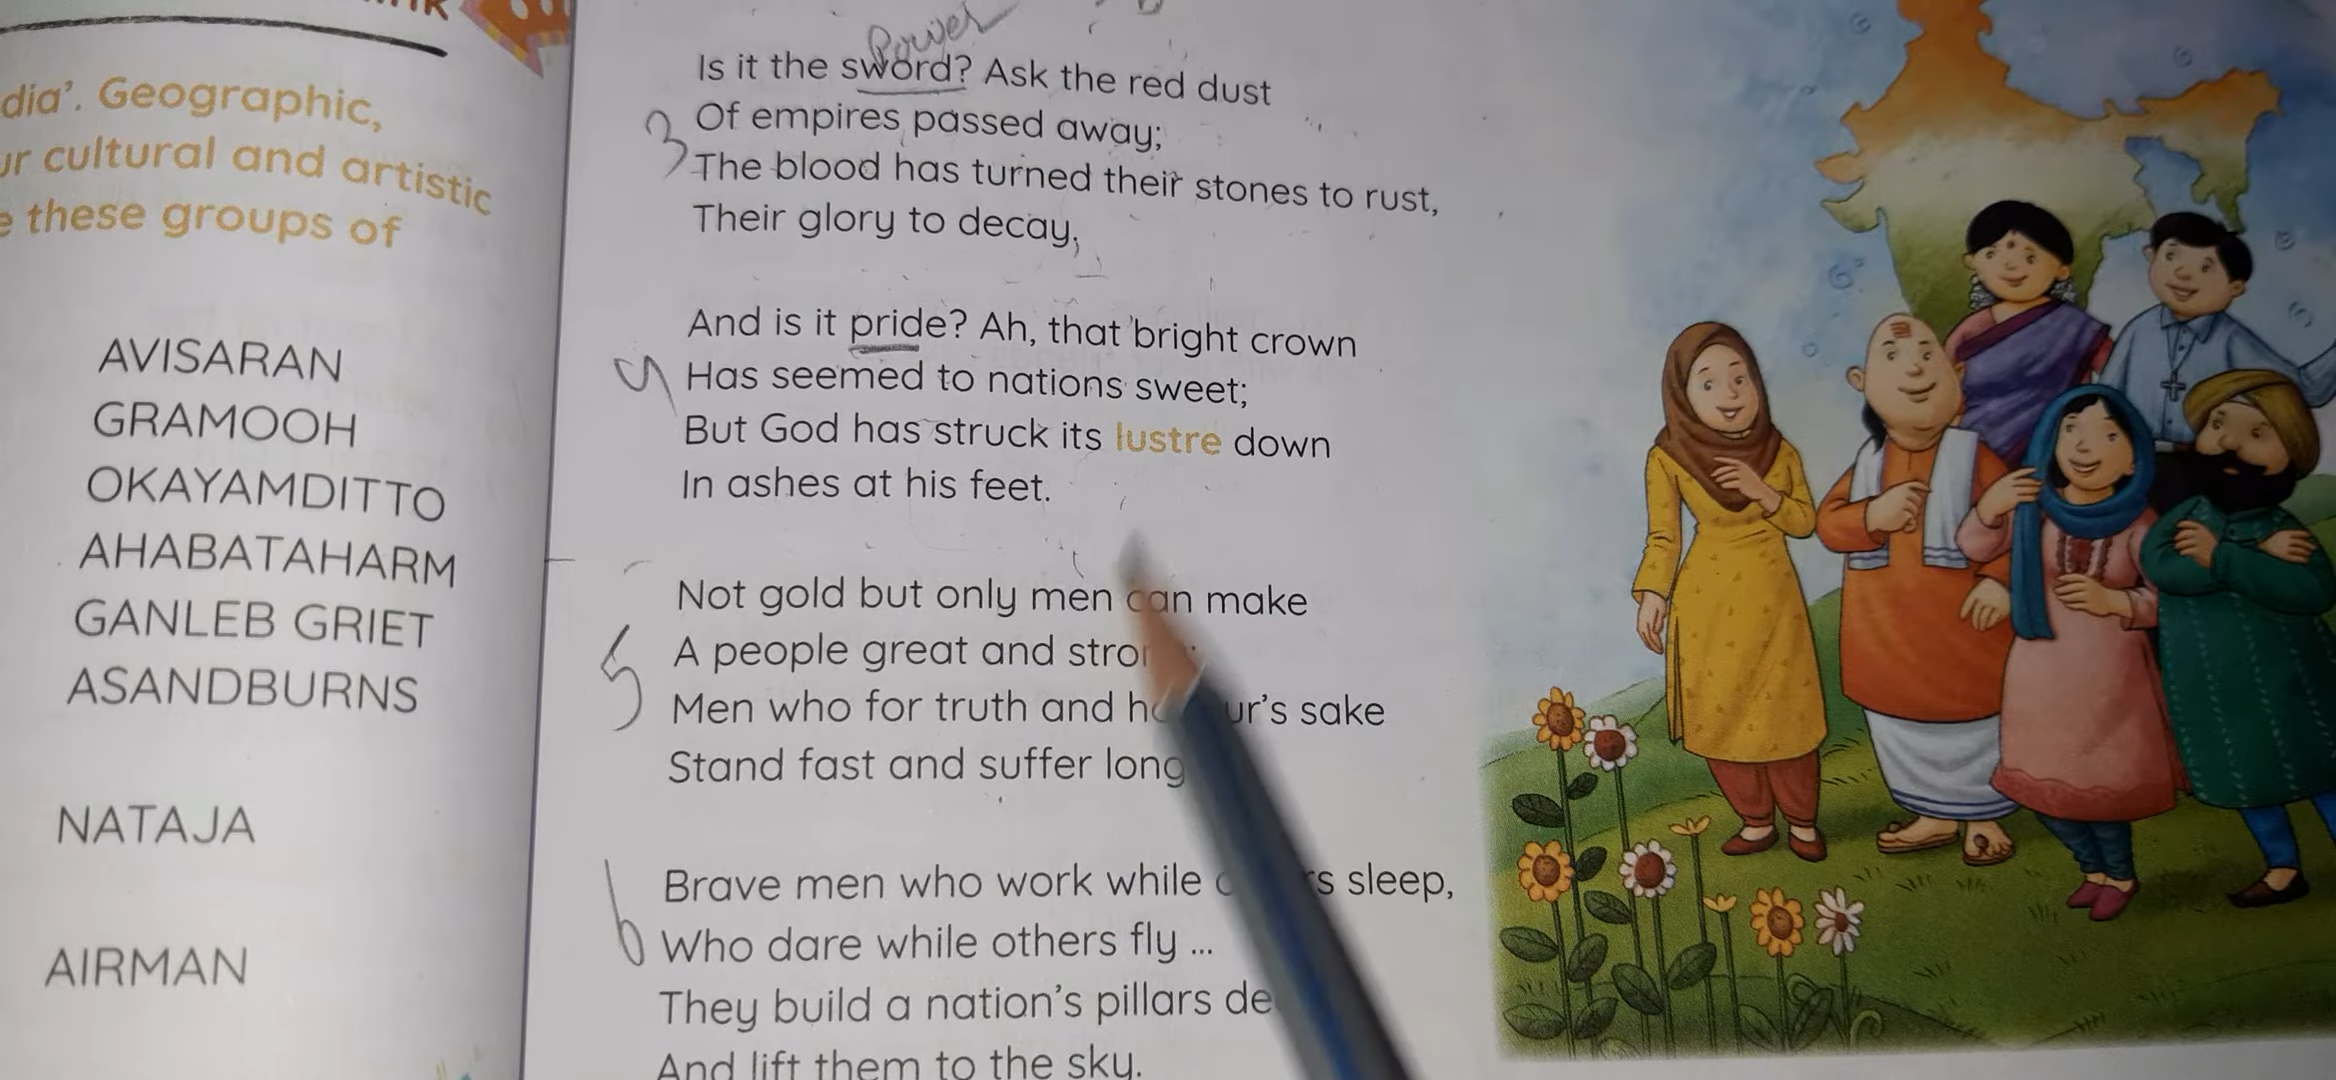 dia’. Geographic,
ur cultural and artistic
these groups of
AVISARAN
GRAMOOH
OKAYAMDITTO
AHABATAHARM
GANLEB GRIET
ASANDBURNS
NATAJA
AIRMAN
Power
Is it the sword? Ask the red dust
3 Of empires passed away;
The blood has turned their stones to rust,
Their glory to decay;
And is it pride? Ah, that bright crown
Has seemed to nations sweet;
But God has struck its lustre down
In ashes at his feet.
Not gold but only men can make
5 A people great and
Men who for truth and sake
Stand fast and suffer long
Brave men who work while sleep,
6 Who dare while others fly ...
They build a nation’s pillars
And lift them to the sky.